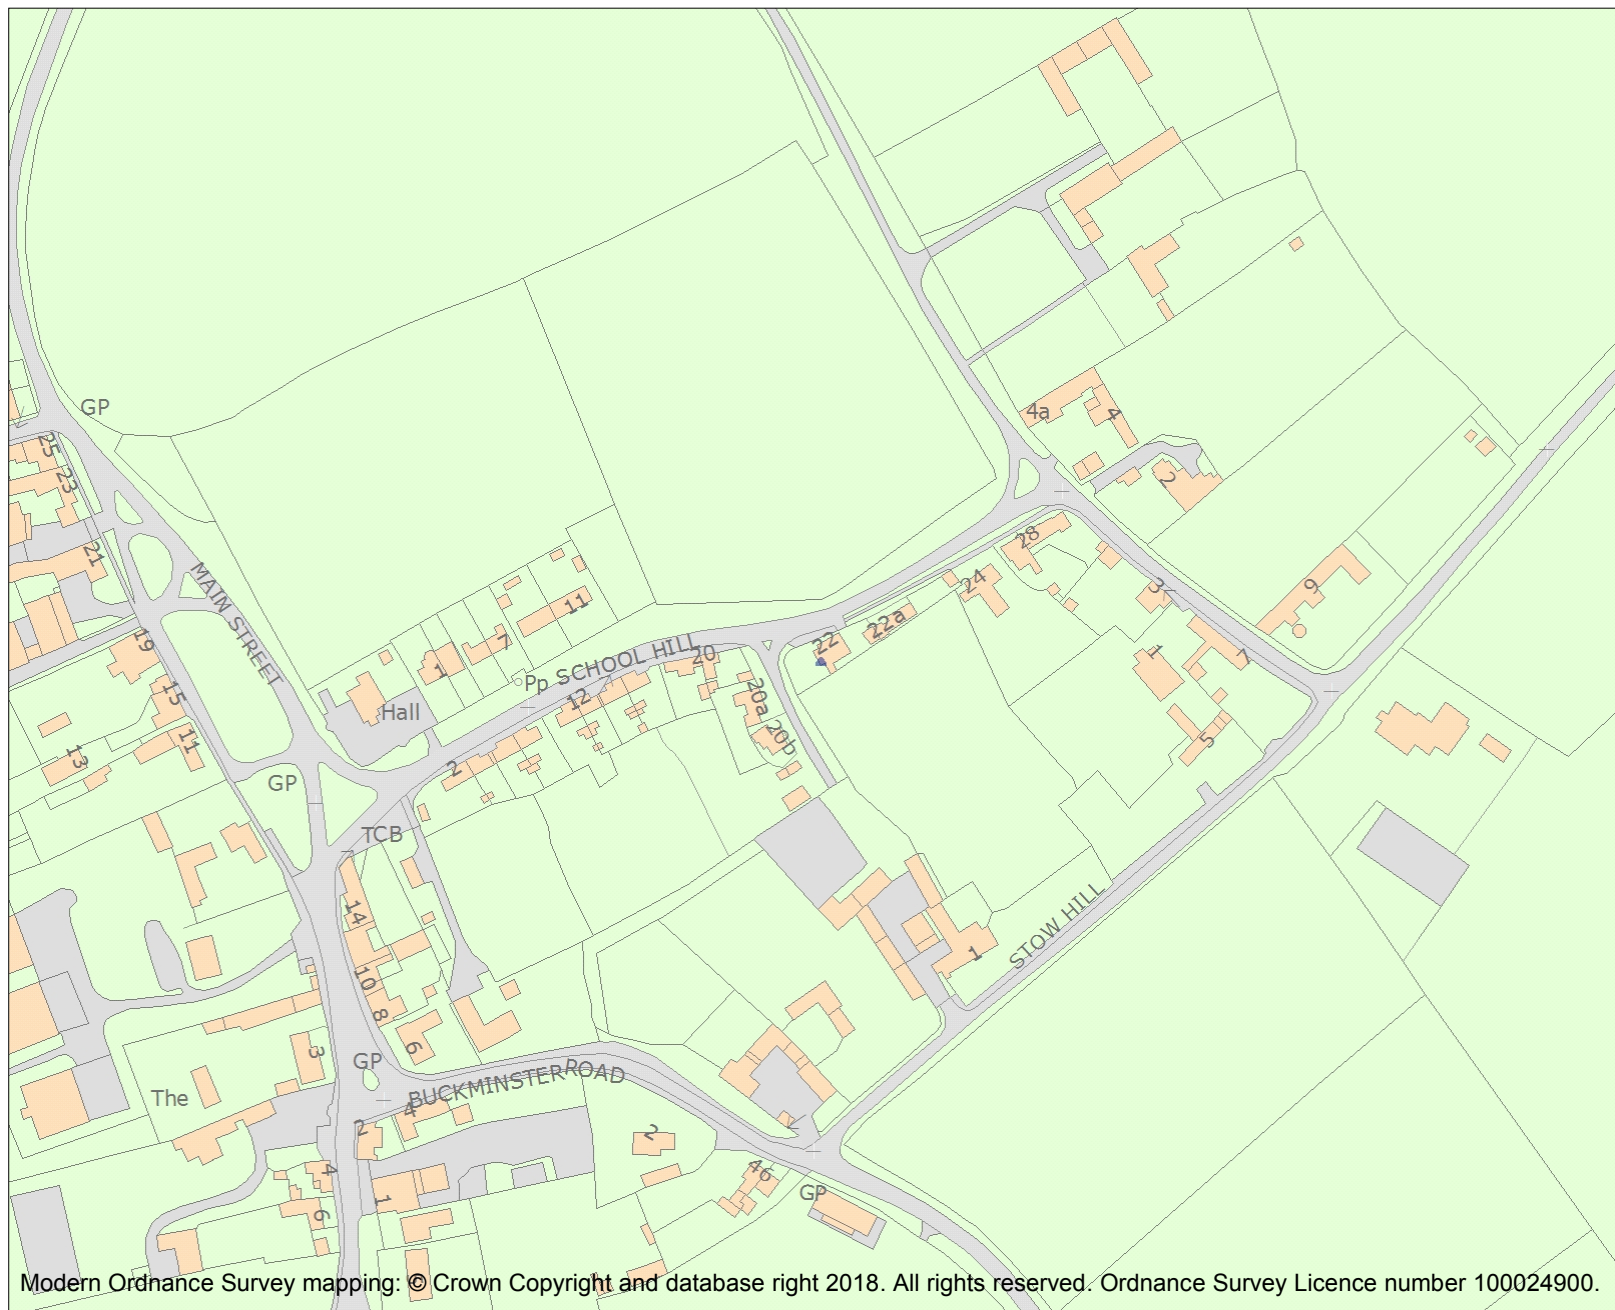 GP
25
23
21
MAIN STREET
19
15
11
13
Hall
GP
TCB
1
7
11
Pp
SCHOOL HILL
2
12
20
20a
20b
22
22a
24
28
4a
4
2
3
1
7
9
5
1
STOW HILL
14
10
8
6
3
GP
The
BUCKMINSTER ROAD
2
4
4
6
1
2
46
GP
Modern Ordnance Survey mapping: © Crown Copyright and database right 2018. All rights reserved. Ordnance Survey Licence number 100024900.